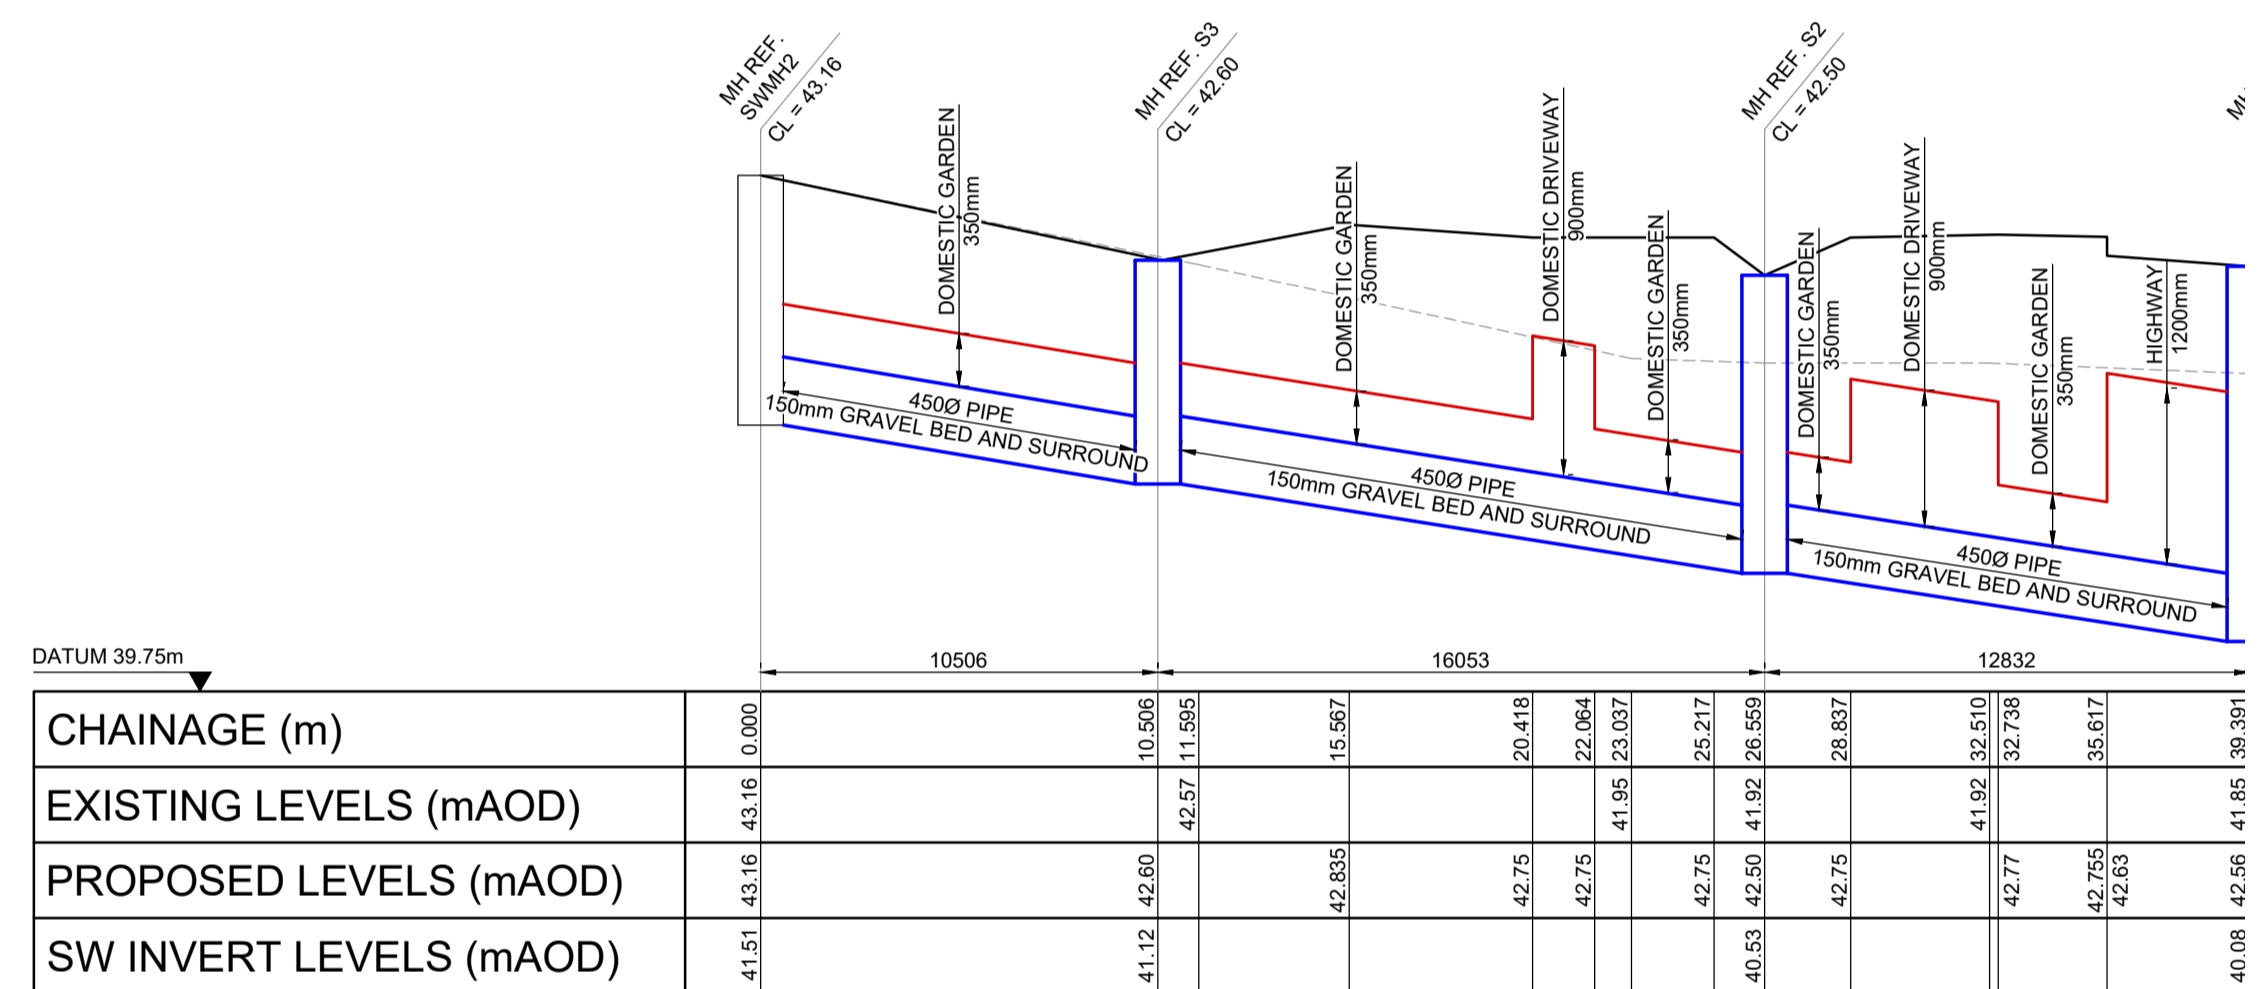 MH REF.
SWMH2
CL = 43.16
MH REF. S3
CL = 42.60
MH REF. S2
CL = 42.50
DOMESTIC GARDEN
350mm
DOMESTIC GARDEN
350mm
DOMESTIC DRIVEWAY
900mm
DOMESTIC GARDEN
350mm
DOMESTIC GARDEN
350mm
DOMESTIC DRIVEWAY
900mm
DOMESTIC GARDEN
350mm
HIGHWAY
1200mm
450Ø PIPE
150mm GRAVEL BED AND SURROUND
450Ø PIPE
150mm GRAVEL BED AND SURROUND
450Ø PIPE
150mm GRAVEL BED AND SURROUND
DATUM 39.75m
10506 16053 12832
CHAINAGE (m) 0.000 10.506 11.595 15.567 20.418 22.064 23.037 25.217 26.559 28.837 32.510 32.738 35.617 39.391
EXISTING LEVELS (mAOD) 43.16 42.57 41.95 41.92 41.92 41.85
PROPOSED LEVELS (mAOD) 43.16 42.60 42.835 42.75 42.75 42.75 42.50 42.75 42.77 42.755 42.63 42.56
SW INVERT LEVELS (mAOD) 41.51 41.12 40.53 40.08